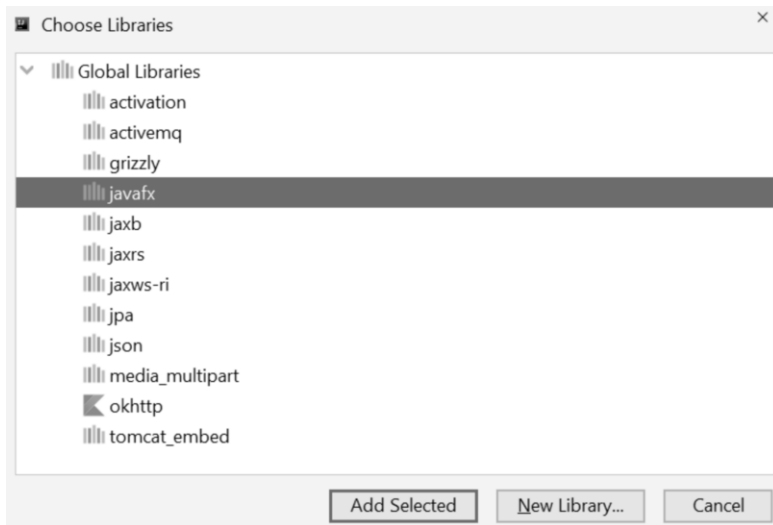 Choose Libraries
Global Libraries
activation
activemq
grizzly
javafx
jaxb
jaxrs
jaxws-ri
jpa
json
media_multipart
okhttp
tomcat_embed
Add Selected New Library... Cancel